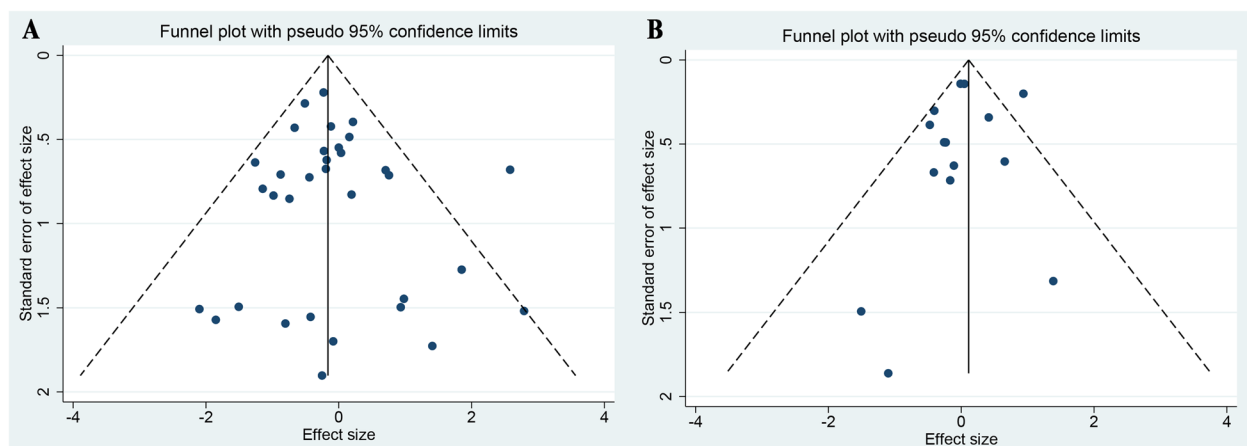 A
Funnel plot with pseudo 95% confidence limits
Standard error of effect size
0
.5
1
1.5
2
-4
-2
0
2
4
Effect size
B
Funnel plot with pseudo 95% confidence limits
Standard error of effect size
0
.5
1
1.5
2
-4
-2
0
2
4
Effect size